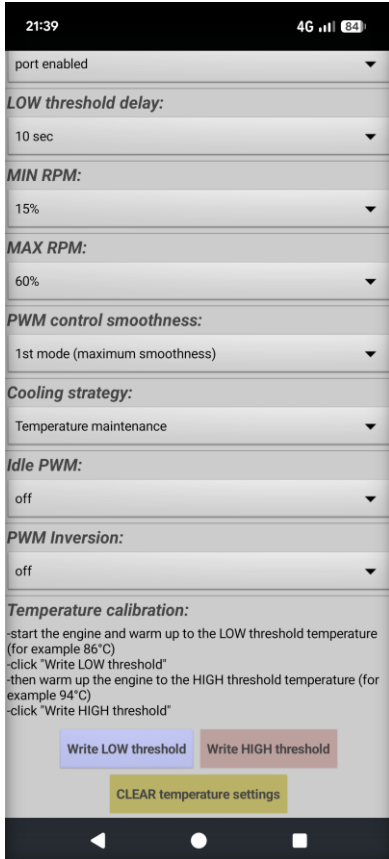 21:39
4G 84
port enabled
LOW threshold delay:
10 sec
MIN RPM:
15%
MAX RPM:
60%
PWM control smoothness:
1st mode (maximum smoothness)
Cooling strategy:
Temperature maintenance
Idle PWM:
off
PWM Inversion:
off
Temperature calibration:
-start the engine and warm up to the LOW threshold temperature
(for example 86°C)
-click "Write LOW threshold"
-then warm up the engine to the HIGH threshold temperature (for
example 94°C)
-click "Write HIGH threshold"
Write LOW threshold Write HIGH threshold
CLEAR temperature settings